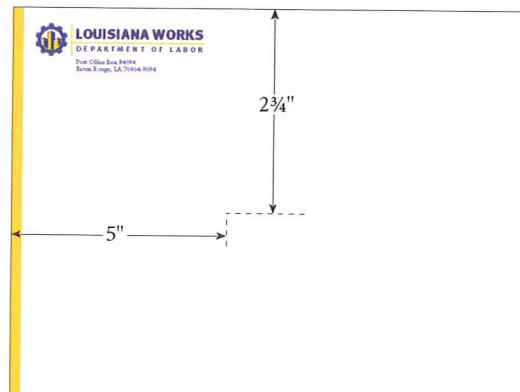 LOUISIANA WORKS
DEPARTMENT OF LABOR
Post Office Box 94094
Baton Rouge, LA 70804-9094
2¾"
5"